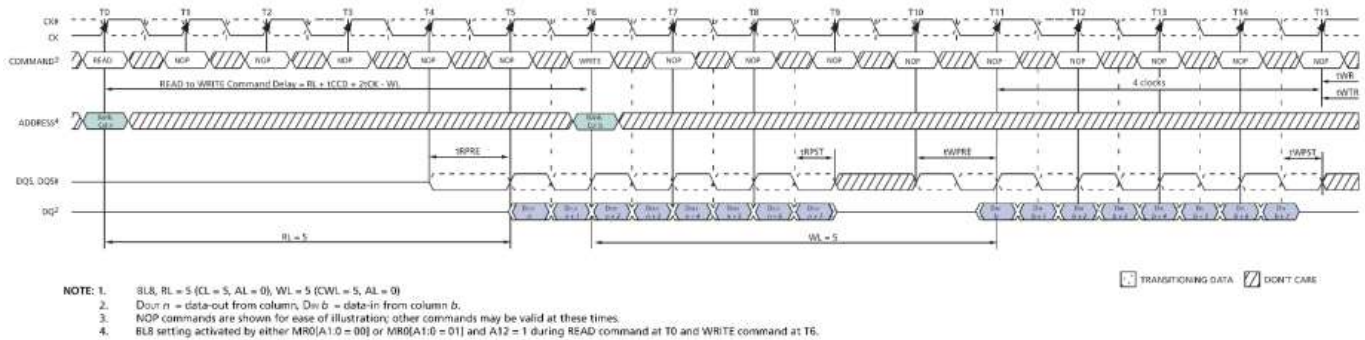 T0 T1 T2 T3 T4 T5 T6 T7 T8 T9 T10 T11 T12 T13 T14 T15
CK#
CK
COMMAND³ READ NOP NOP NOP NOP NOP WRITE NOP NOP NOP NOP NOP NOP NOP NOP NOP
READ to WRITE Command Delay = RL + tCCD + 2tCK - WL
4 clocks
tWR
tWTR
ADDRESS⁴
tRPRE tRPST tWPRE tWPST
DQS, DQS#
DQ²
RL = 5 WL = 5
TRANSITIONING DATA DON'T CARE
NOTE: 1. BL8, RL = 5 (CL = 5, AL = 0), WL = 5 (CWL = 5, AL = 0)
2. DOUT n = data-out from column, DIN b = data-in from column b.
3. NOP commands are shown for ease of illustration; other commands may be valid at these times.
4. BL8 setting activated by either MR0[A1:0 = 00] or MR0[A1:0 = 01] and A12 = 1 during READ command at T0 and WRITE command at T6.